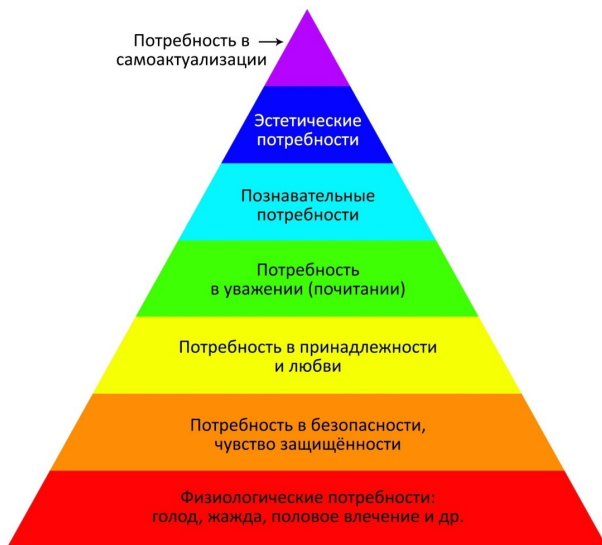 Потребность в
самоактуализации
Эстетические
потребности
Познавательные
потребности
Потребность
в уважении (почитании)
Потребность в принадлежности
и любви
Потребность в безопасности,
чувство защищённости
Физиологические потребности:
голод, жажда, половое влечение и др.